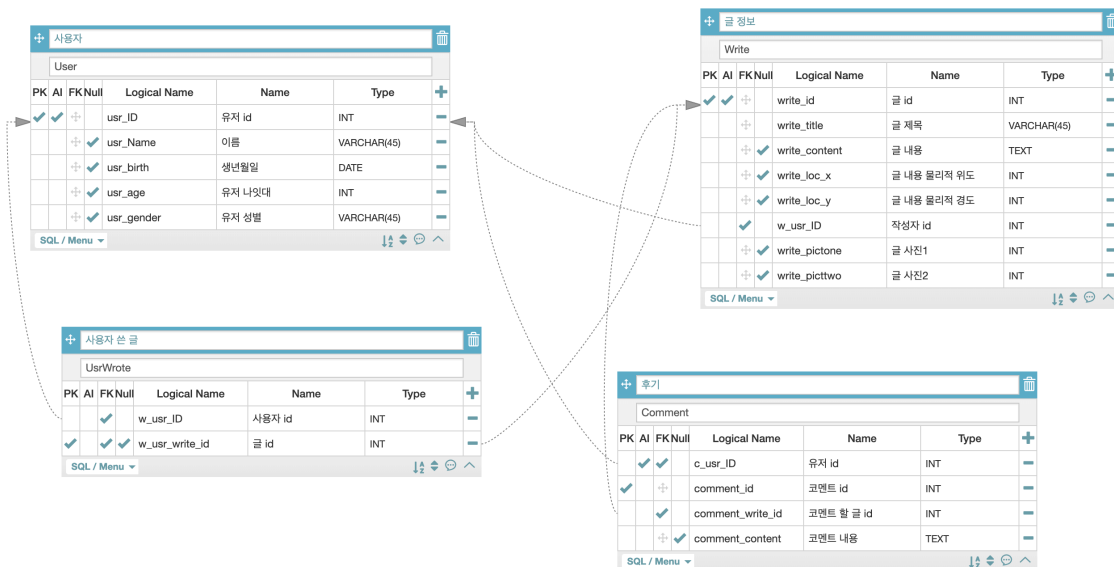 사용자
User
PK AI FK Null Logical Name Name Type
usr_ID 유저 id INT
usr_Name 이름 VARCHAR(45)
usr_birth 생년월일 DATE
usr_age 유저 나잇대 INT
usr_gender 유저 성별 VARCHAR(45)
SQL / Menu
글 정보
Write
PK AI FK Null Logical Name Name Type
write_id 글 id INT
write_title 글 제목 VARCHAR(45)
write_content 글 내용 TEXT
write_loc_x 글 내용 물리적 위도 INT
write_loc_y 글 내용 물리적 경도 INT
w_usr_ID 작성자 id INT
write_pictone 글 사진1 INT
write_picttwo 글 사진2 INT
SQL / Menu
사용자 쓴 글
UsrWrote
PK AI FK Null Logical Name Name Type
w_usr_ID 사용자 id INT
w_usr_write_id 글 id INT
SQL / Menu
후기
Comment
PK AI FK Null Logical Name Name Type
c_usr_ID 유저 id INT
comment_id 코멘트 id INT
comment_write_id 코멘트 할 글 id INT
comment_content 코멘트 내용 TEXT
SQL / Menu